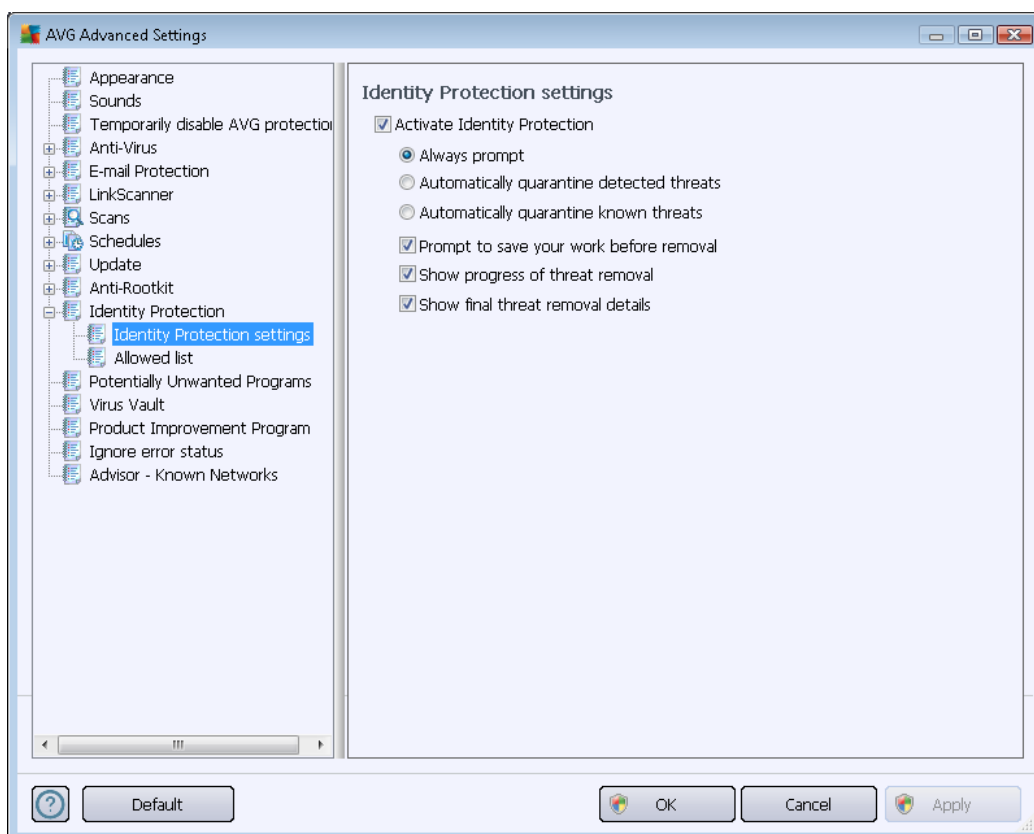 AVG Advanced Settings
Appearance
Sounds
Temporarily disable AVG protection
Anti-Virus
E-mail Protection
LinkScanner
Scans
Schedules
Update
Anti-Rootkit
Identity Protection
Identity Protection settings
Allowed list
Potentially Unwanted Programs
Virus Vault
Product Improvement Program
Ignore error status
Advisor - Known Networks
Identity Protection settings
Activate Identity Protection
Always prompt
Automatically quarantine detected threats
Automatically quarantine known threats
Prompt to save your work before removal
Show progress of threat removal
Show final threat removal details
Default
OK
Cancel
Apply